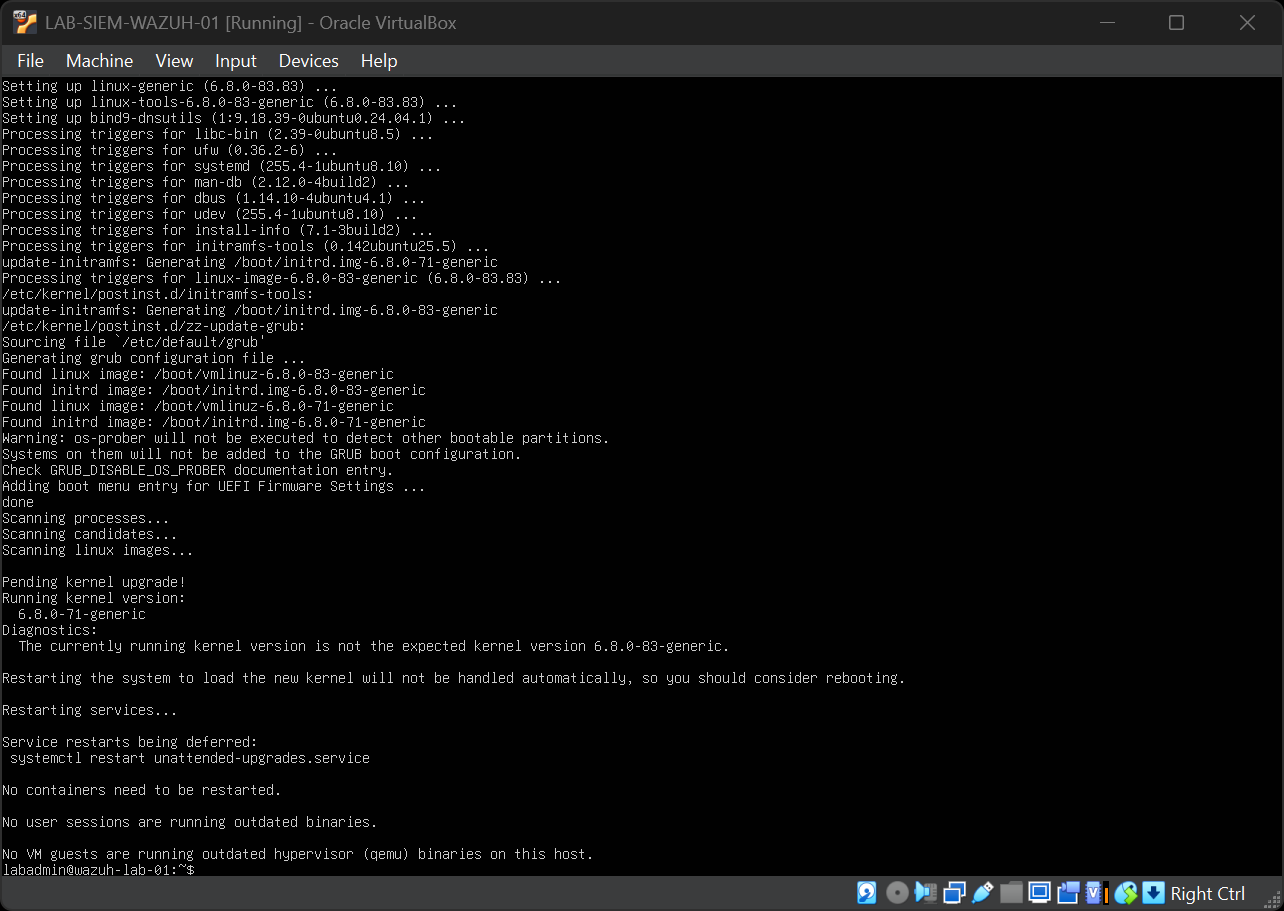 LAB-SIEM-WAZUH-01 [Running] - Oracle VirtualBox
File Machine View Input Devices Help
Setting up linux-generic (6.8.0-83.83) ...
Setting up linux-tools-6.8.0-83-generic (6.8.0-83.83) ...
Setting up bind9-dnsutils (1:9.18.39-0ubuntu0.24.04.1) ...
Processing triggers for libc-bin (2.39-0ubuntu8.5) ...
Processing triggers for ufw (0.36.2-6) ...
Processing triggers for systemd (255.4-1ubuntu8.10) ...
Processing triggers for man-db (2.12.0-4build2) ...
Processing triggers for dbus (1.14.10-4ubuntu4.1) ...
Processing triggers for udev (255.4-1ubuntu8.10) ...
Processing triggers for install-info (7.1-3build2) ...
Processing triggers for initramfs-tools (0.142ubuntu25.5) ...
update-initramfs: Generating /boot/initrd.img-6.8.0-71-generic
Processing triggers for linux-image-6.8.0-83-generic (6.8.0-83.83) ...
/etc/kernel/postinst.d/initramfs-tools:
update-initramfs: Generating /boot/initrd.img-6.8.0-83-generic
/etc/kernel/postinst.d/zz-update-grub:
Sourcing file `/etc/default/grub'
Generating grub configuration file ...
Found linux image: /boot/vmlinuz-6.8.0-83-generic
Found initrd image: /boot/initrd.img-6.8.0-83-generic
Found linux image: /boot/vmlinuz-6.8.0-71-generic
Found initrd image: /boot/initrd.img-6.8.0-71-generic
Warning: os-prober will not be executed to detect other bootable partitions.
Systems on them will not be added to the GRUB boot configuration.
Check GRUB_DISABLE_OS_PROBER documentation entry.
Adding boot menu entry for UEFI Firmware Settings ...
done
Scanning processes...
Scanning candidates...
Scanning linux images...
Pending kernel upgrade!
Running kernel version:
6.8.0-71-generic
Diagnostics:
The currently running kernel version is not the expected kernel version 6.8.0-83-generic.
Restarting the system to load the new kernel will not be handled automatically, so you should consider rebooting.
Restarting services...
Service restarts being deferred:
systemctl restart unattended-upgrades.service
No containers need to be restarted.
No user sessions are running outdated binaries.
No VM guests are running outdated hypervisor (qemu) binaries on this host.
labadmin@wazuh-lab-01:~$
Right Ctrl